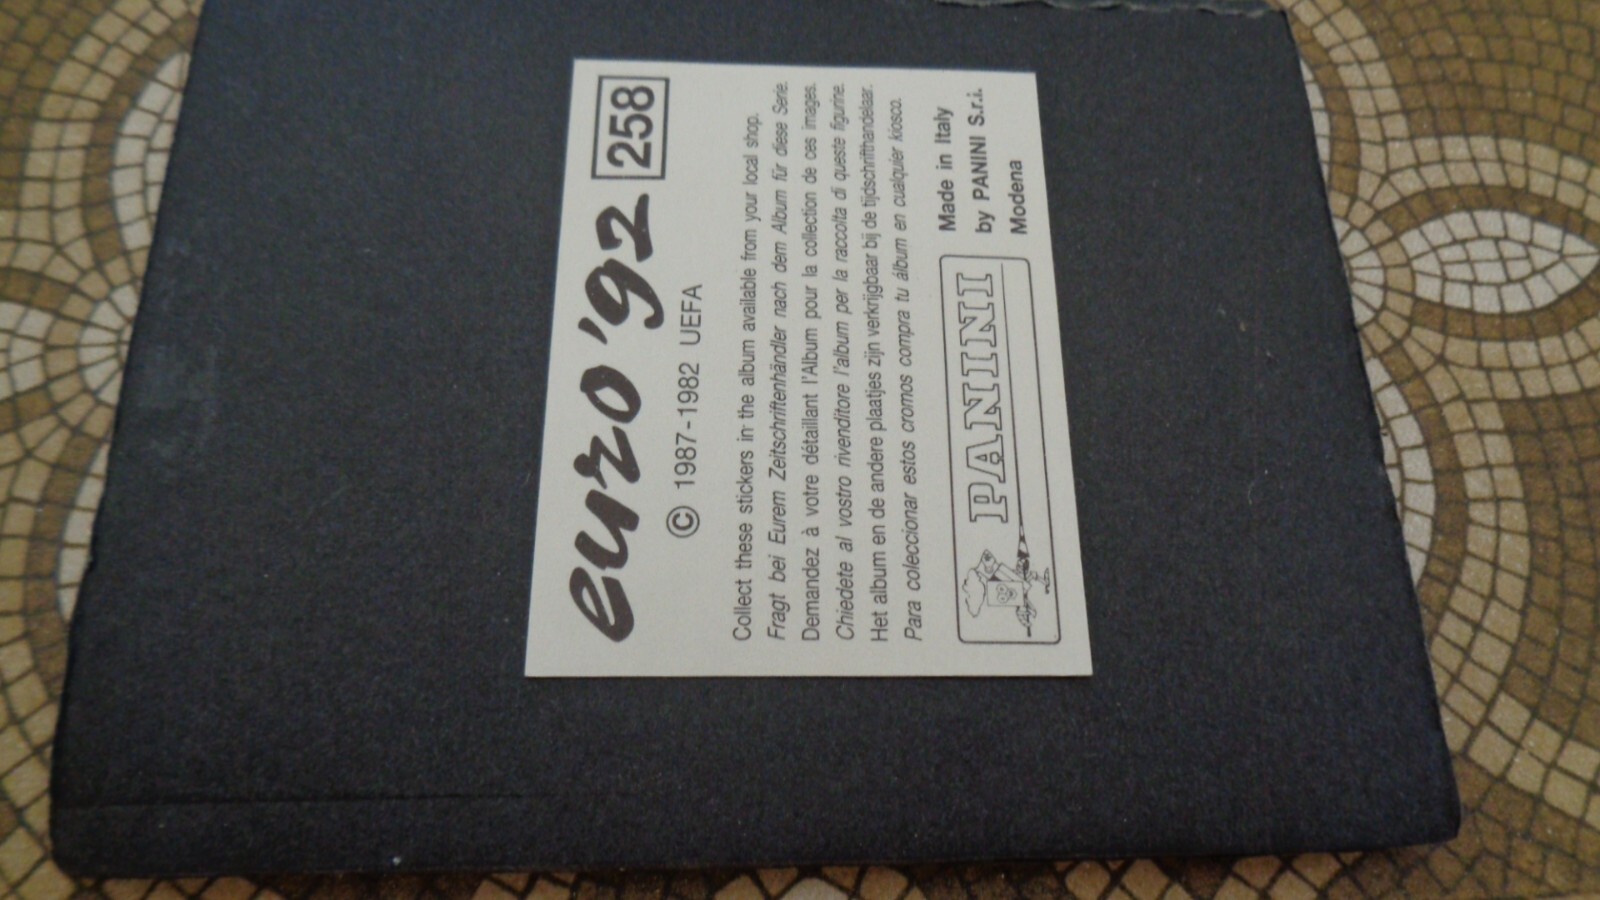 euro '92 258
© 1987-1982 UEFA
Collect these stickers in the album available from your local shop.
Fragt bei Eurem Zeitschriftenhändler nach dem Album für diese Serie.
Demandez à votre détaillant l'Album pour la collection de ces images.
Chiedete al vostro rivenditore l'album per la raccolta di queste figurine.
Het album en de andere plaatjes zijn verkrijgbaar bij de tijdschrifthandelaar.
Para coleccionar estos cromos compra tu álbum en cualquier kiosco.
PANINI
Made in Italy
by PANINI S.r.i.
Modena